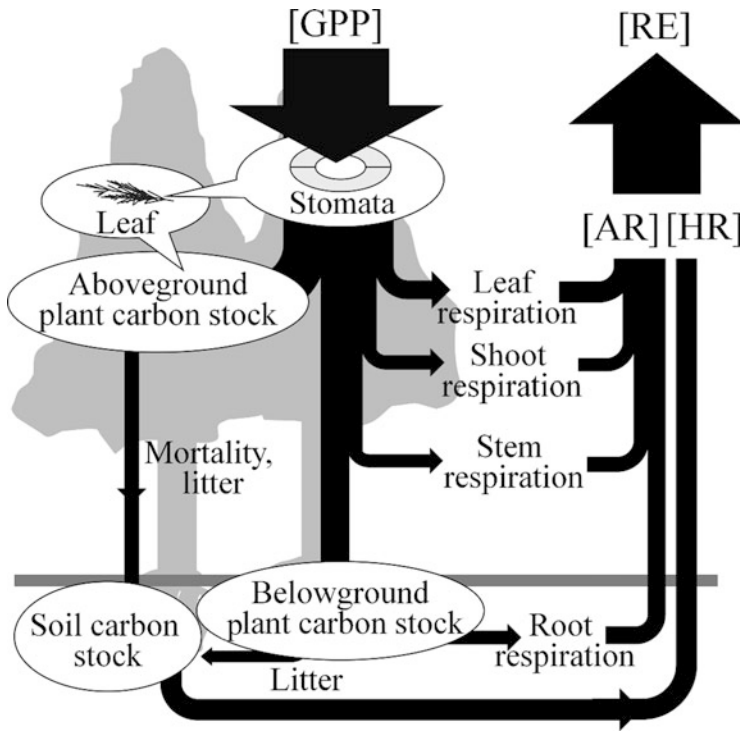 [GPP]
[RE]
Leaf
Stomata
[AR] [HR]
Aboveground
plant carbon stock
Leaf
respiration
Shoot
respiration
Mortality,
litter
Stem
respiration
Soil carbon
stock
Belowground
plant carbon stock
Root
respiration
Litter